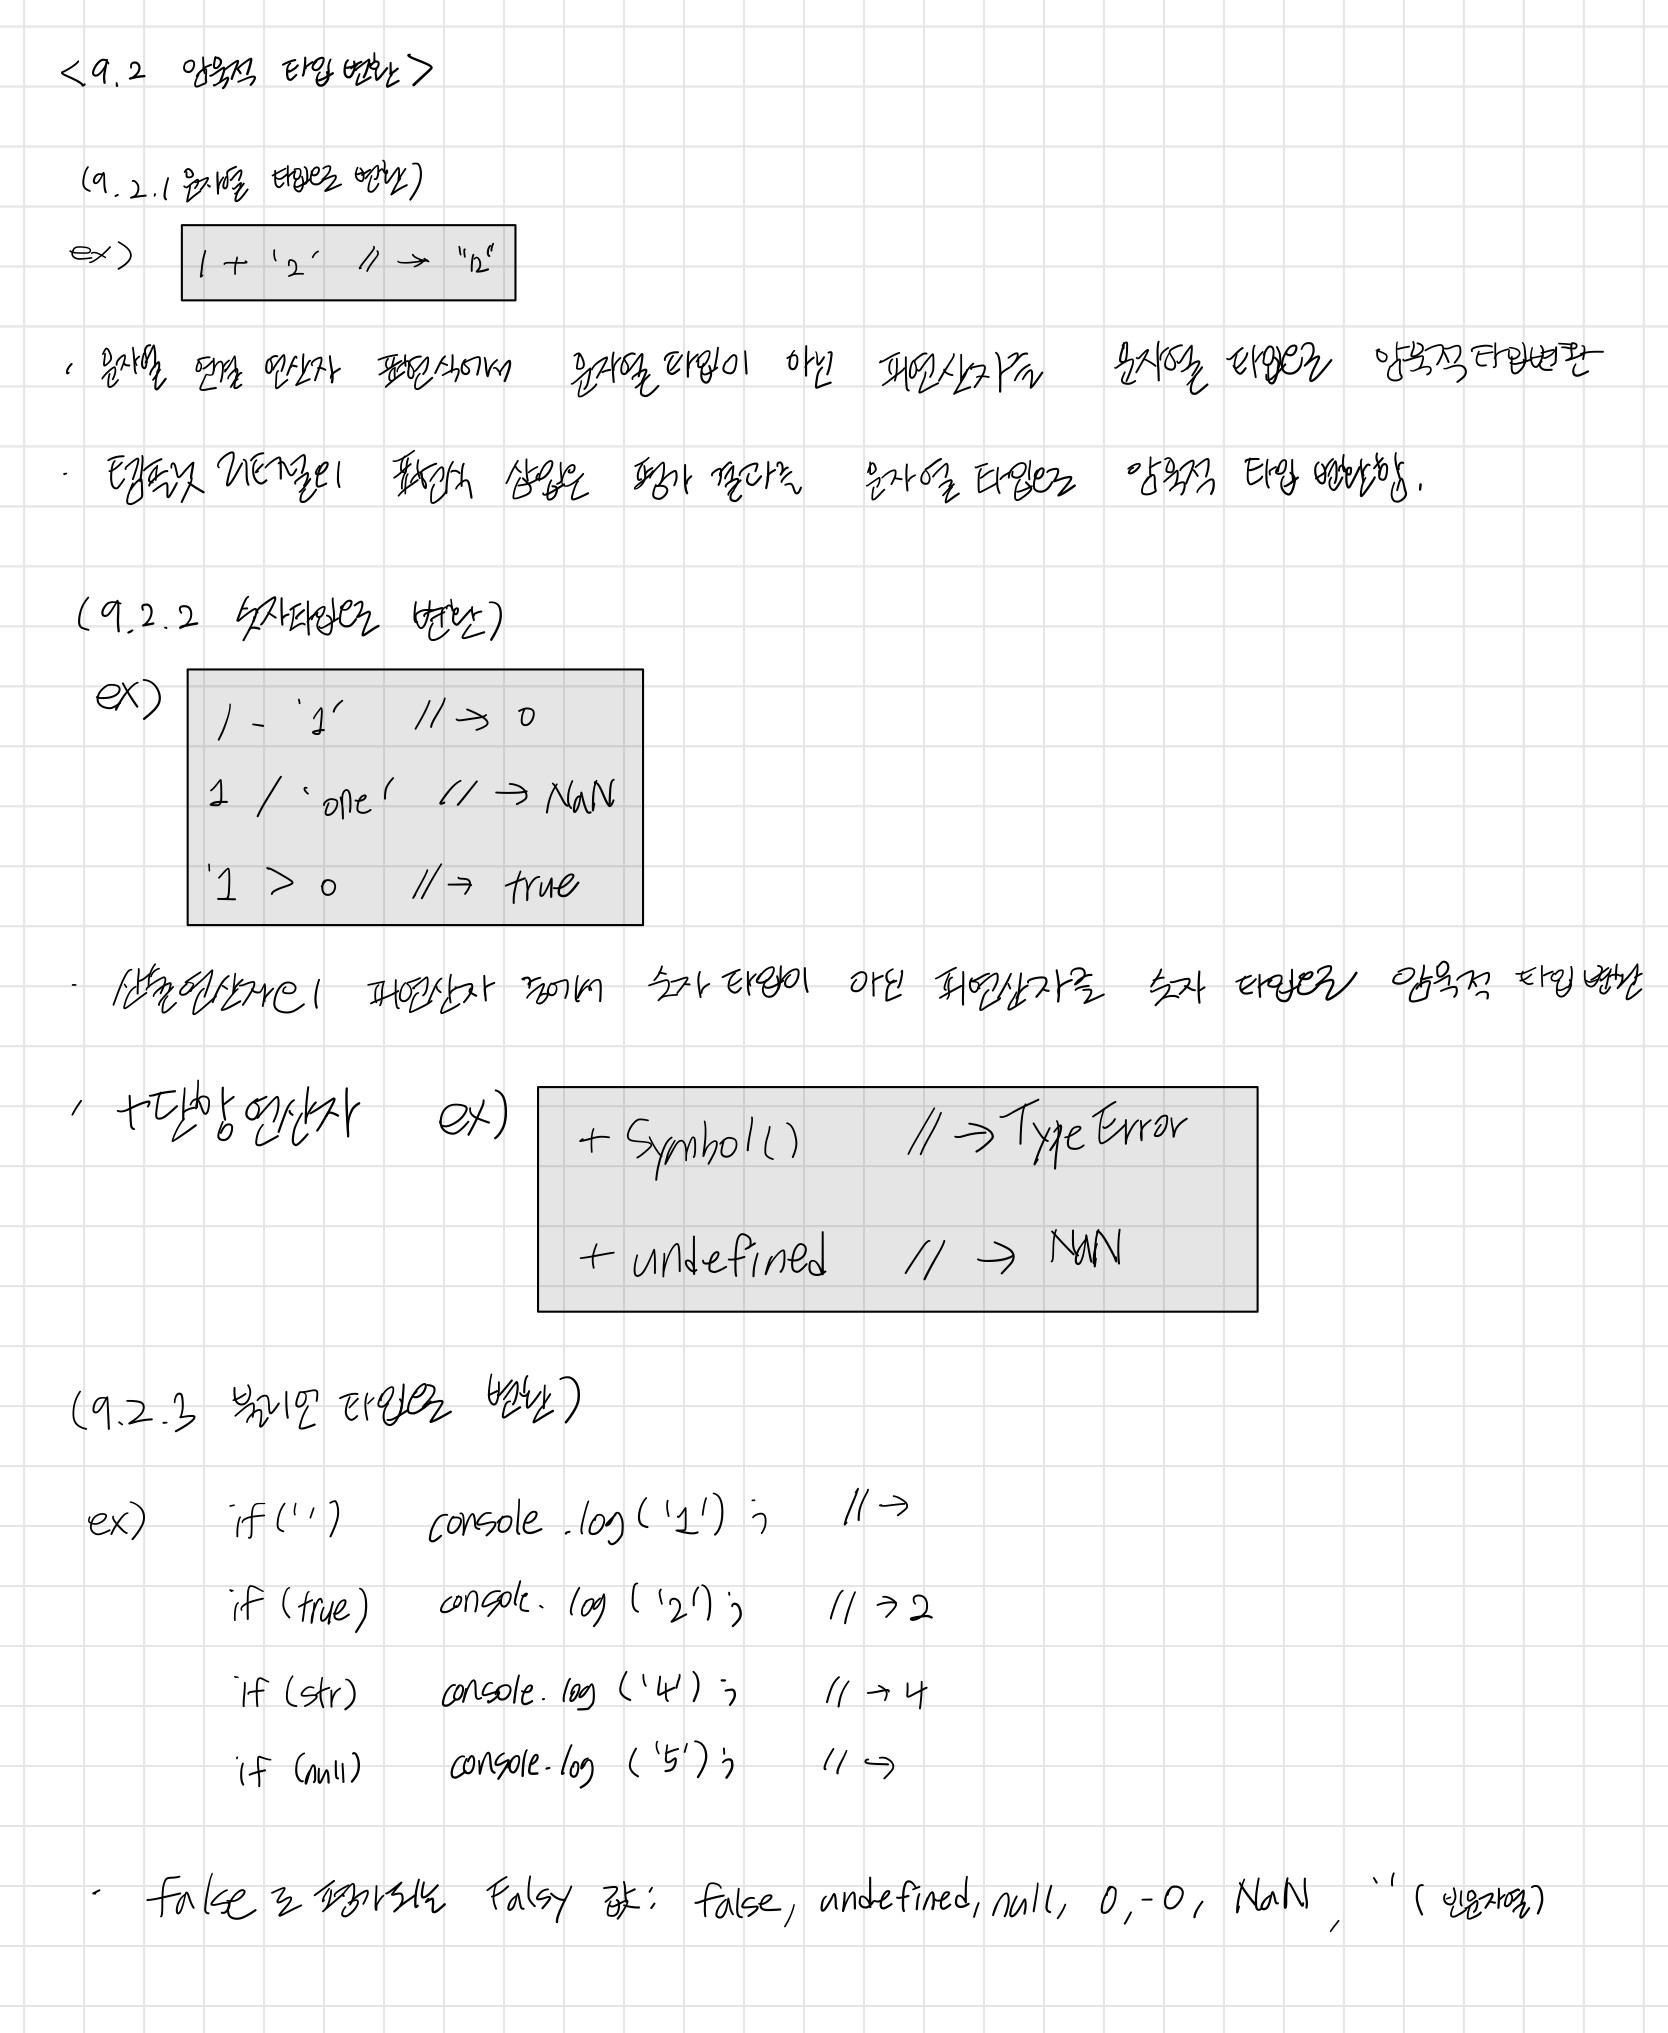 <9.2 암묵적 타입 변환>
(9.2.1 문자열 타입으로 변환)
ex) 1 + '2' // → "12"
· 문자열 연결 연산자 표현식에서 문자열 타입이 아닌 피연산자를 문자열 타입으로 암묵적 타입변환
· 템플릿 리터럴의 표현식 삽입은 평가 결과를 문자열 타입으로 암묵적 타입 변환함.
(9.2.2 숫자타입으로 변환)
ex) 1 - '1' // → 0
1 / 'one' // → NaN
'1 > 0 // → true
· 산술연산자의 피연산자 중에서 숫자 타입이 아닌 피연산자를 숫자 타입으로 암묵적 타입 변환
· +단항연산자 ex) + Symbol() // → TypeError
+ undefined // → NaN
(9.2.3 불리언 타입으로 변환)
ex) if('') console.log('1'); // →
if (true) console.log('2'); // → 2
if (str) console.log('4'); // → 4
if (null) console.log('5'); // →
· false로 평가되는 Falsy 값: false, undefined, null, 0, -0, NaN, '' (빈문자열)